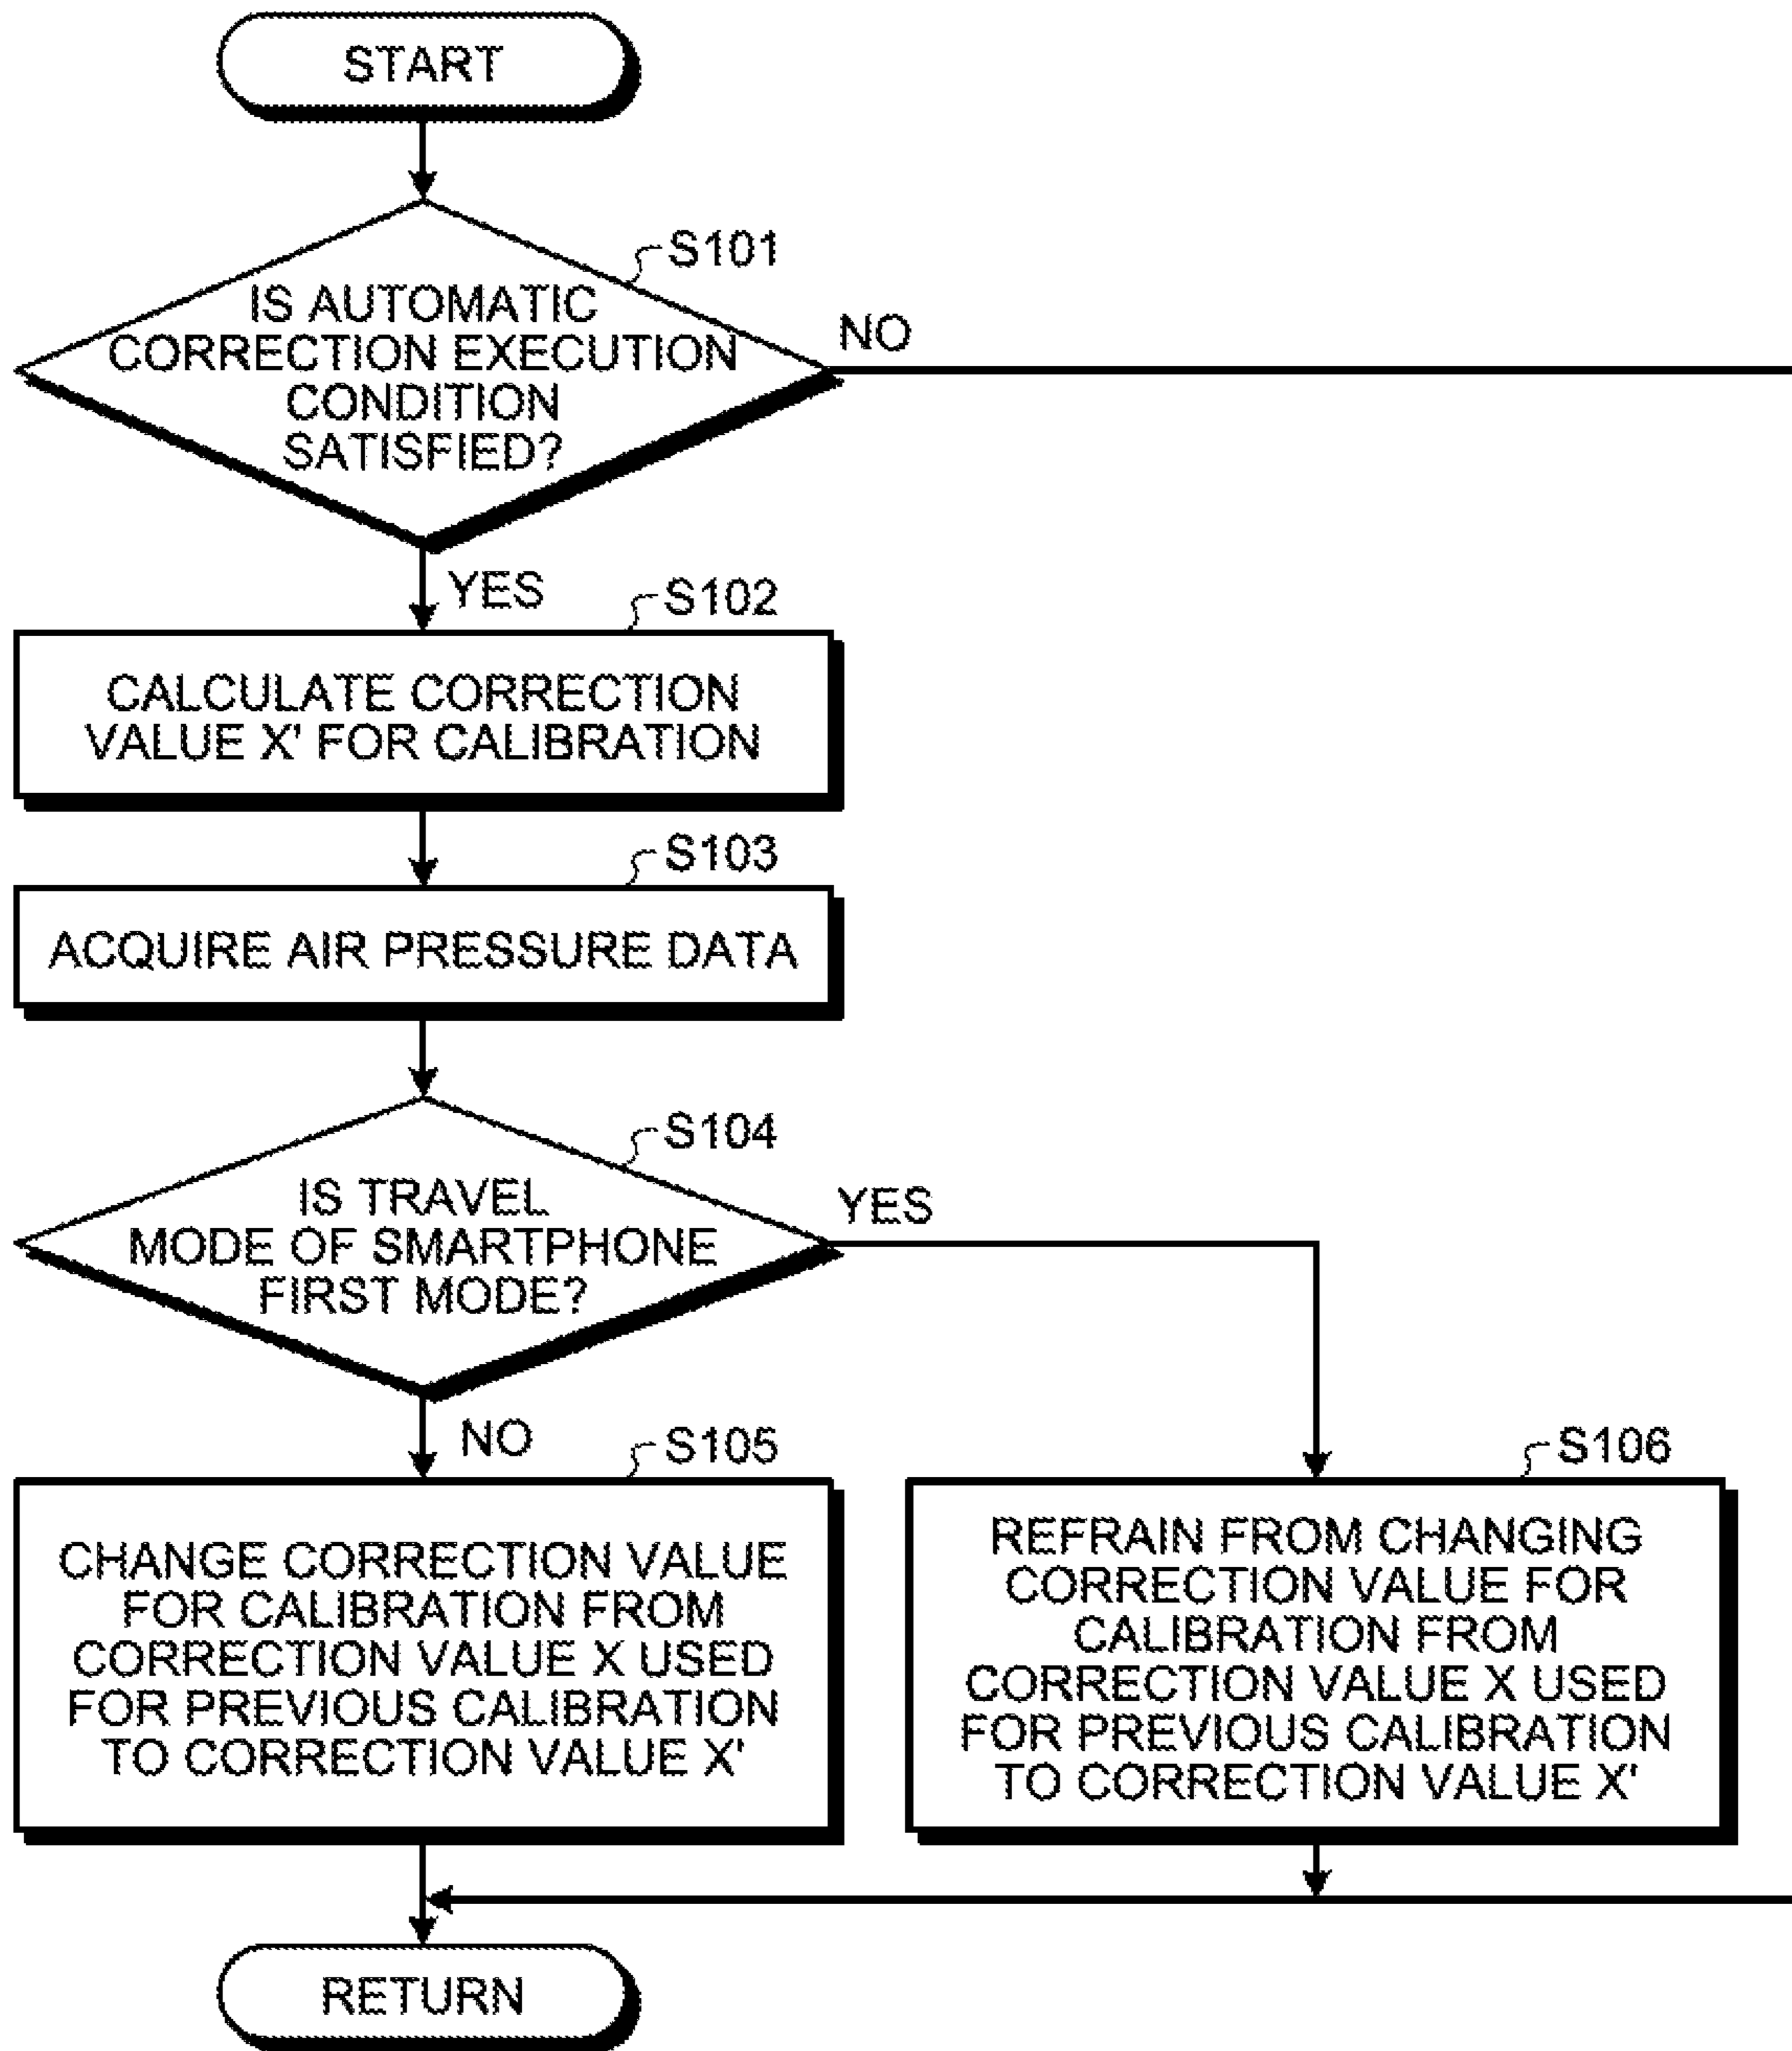 START
S101
IS AUTOMATIC
CORRECTION EXECUTION
CONDITION
SATISFIED?
NO
YES
S102
CALCULATE CORRECTION
VALUE X' FOR CALIBRATION
S103
ACQUIRE AIR PRESSURE DATA
S104
IS TRAVEL
MODE OF SMARTPHONE
FIRST MODE?
YES
NO
S105
CHANGE CORRECTION VALUE
FOR CALIBRATION FROM
CORRECTION VALUE X USED
FOR PREVIOUS CALIBRATION
TO CORRECTION VALUE X'
S106
REFRAIN FROM CHANGING
CORRECTION VALUE FOR
CALIBRATION FROM
CORRECTION VALUE X USED
FOR PREVIOUS CALIBRATION
TO CORRECTION VALUE X'
RETURN